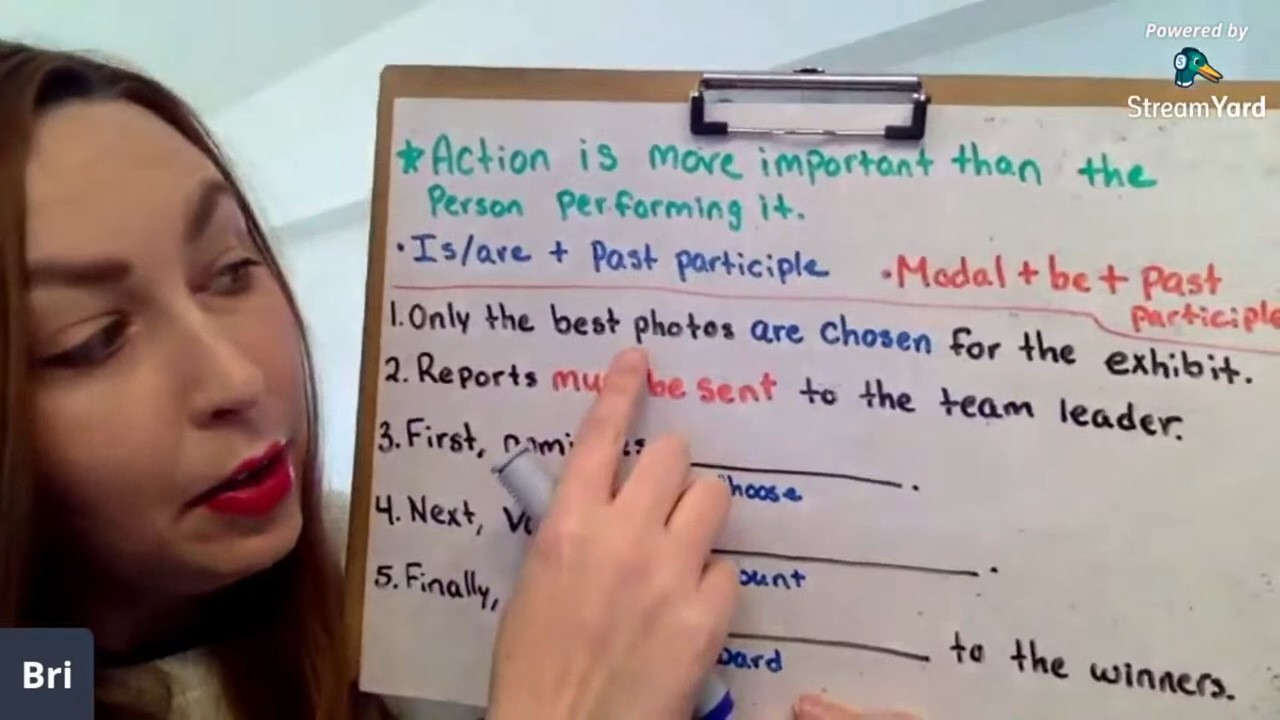 Powered by
StreamYard
*Action is more important than the
Person performing it.
•Is/are + Past participle •Modal + be + past
participle
1. Only the best photos are chosen for the exhibit.
2. Reports be sent to the team leader.
3. First, .
4. Next, .
5. Finally, to the winners.
Bri